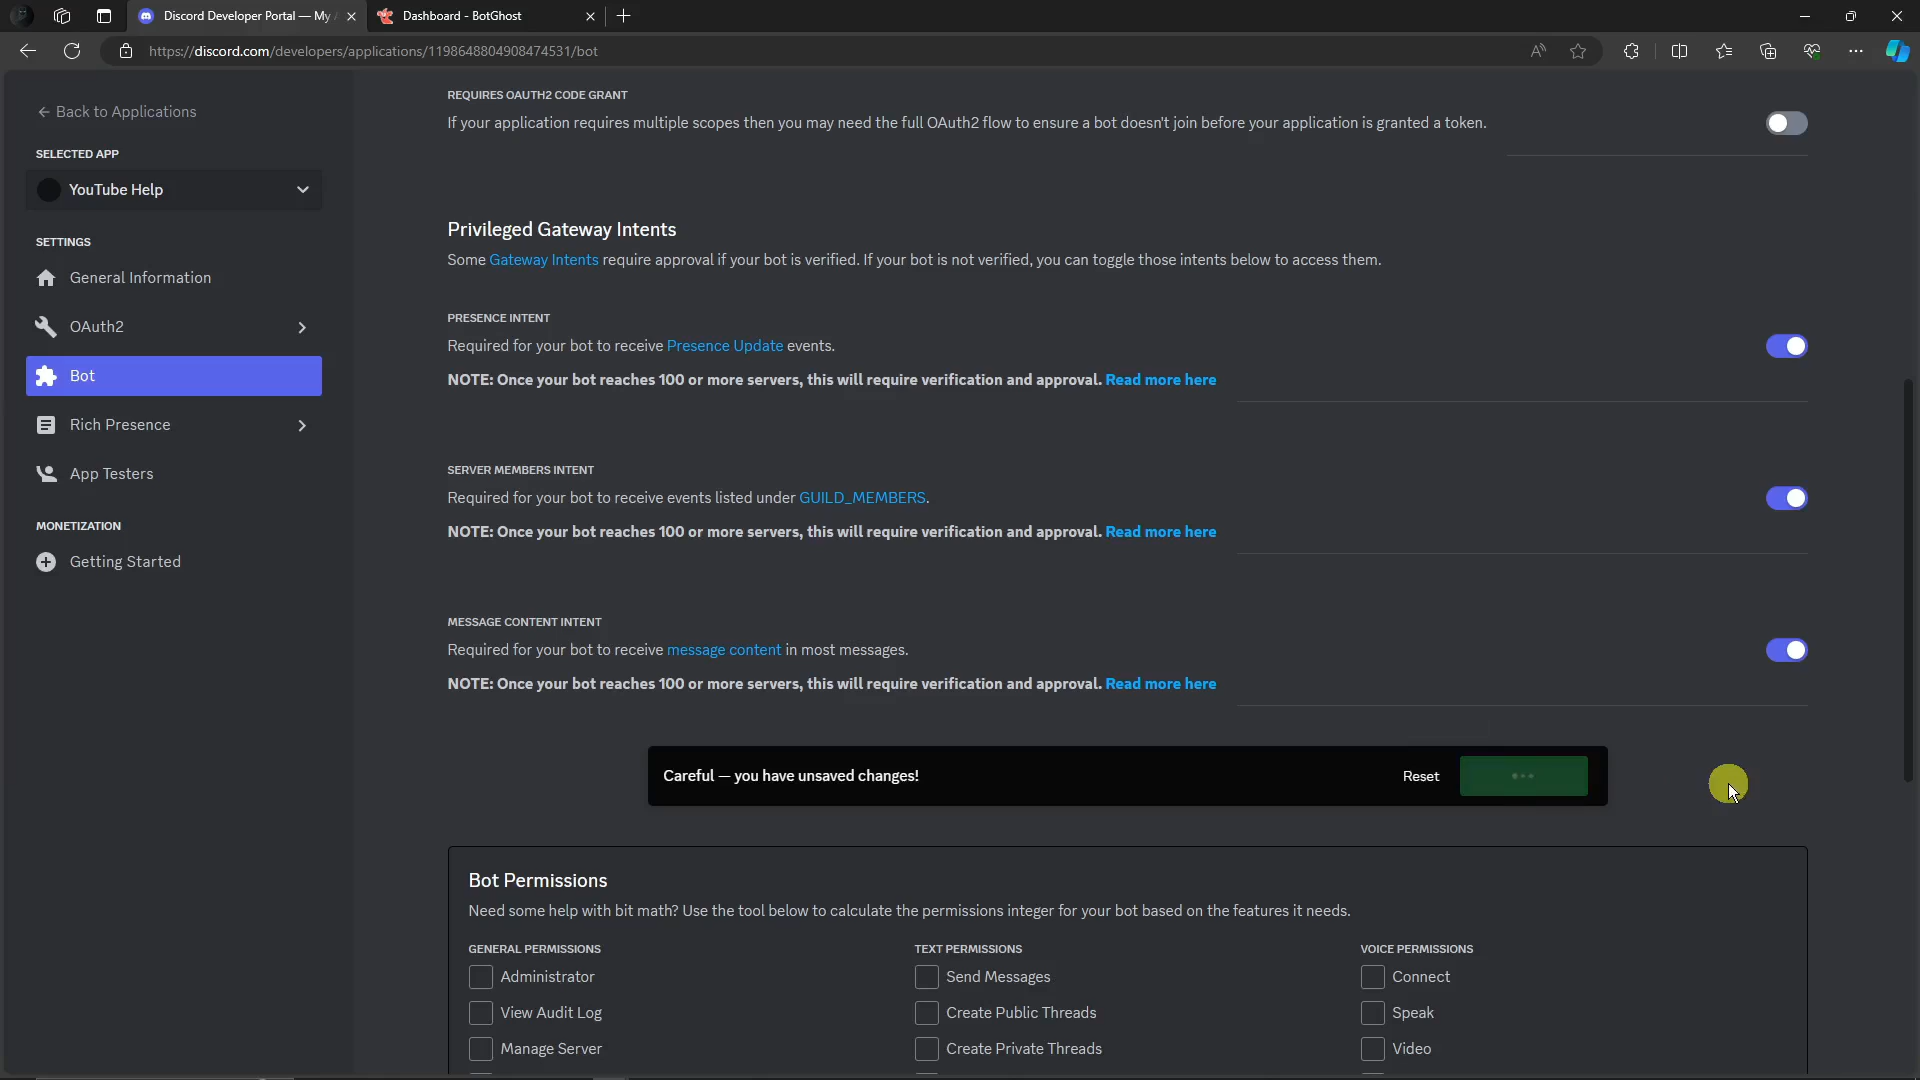 Discord Developer Portal — My
Dashboard - BotGhost
https://discord.com/developers/applications/1198648804908474531/bot
Back to Applications
SELECTED APP
YouTube Help
SETTINGS
General Information
OAuth2
Bot
Rich Presence
App Testers
MONETIZATION
Getting Started
REQUIRES OAUTH2 CODE GRANT
If your application requires multiple scopes then you may need the full OAuth2 flow to ensure a bot doesn't join before your application is granted a token.
Privileged Gateway Intents
Some Gateway Intents require approval if your bot is verified. If your bot is not verified, you can toggle those intents below to access them.
PRESENCE INTENT
Required for your bot to receive Presence Update events.
NOTE: Once your bot reaches 100 or more servers, this will require verification and approval. Read more here
SERVER MEMBERS INTENT
Required for your bot to receive events listed under GUILD_MEMBERS.
NOTE: Once your bot reaches 100 or more servers, this will require verification and approval. Read more here
MESSAGE CONTENT INTENT
Required for your bot to receive message content in most messages.
NOTE: Once your bot reaches 100 or more servers, this will require verification and approval. Read more here
Careful — you have unsaved changes!
Reset
Bot Permissions
Need some help with bit math? Use the tool below to calculate the permissions integer for your bot based on the features it needs.
GENERAL PERMISSIONS
Administrator
View Audit Log
Manage Server
TEXT PERMISSIONS
Send Messages
Create Public Threads
Create Private Threads
VOICE PERMISSIONS
Connect
Speak
Video